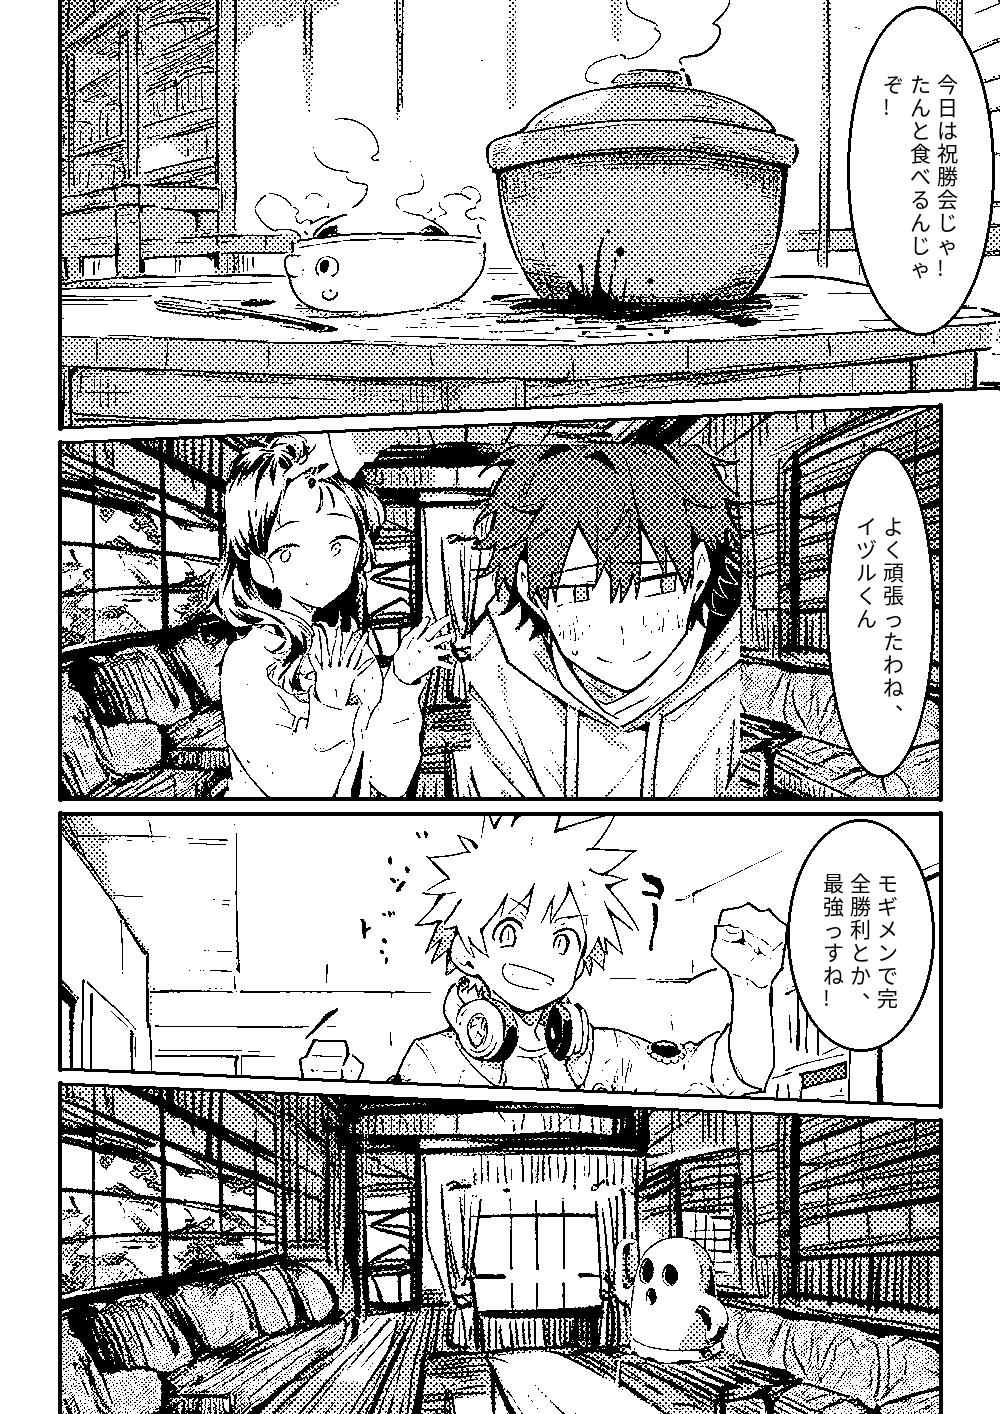 今日は祝勝会じゃ！
たんと食べるんじゃ
ぞ！
よく頑張ったわね、
イヅルくん
モギメンで完
全勝利とか、
最強っすね！